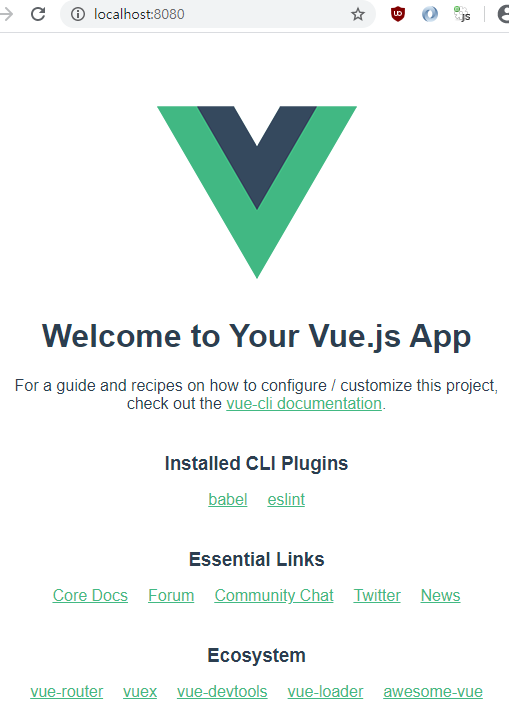 localhost:8080
UD
JS
Welcome to Your Vue.js App
For a guide and recipes on how to configure / customize this project,
check out the vue-cli documentation.
Installed CLI Plugins
babel eslint
Essential Links
Core Docs Forum Community Chat Twitter News
Ecosystem
vue-router vuex vue-devtools vue-loader awesome-vue